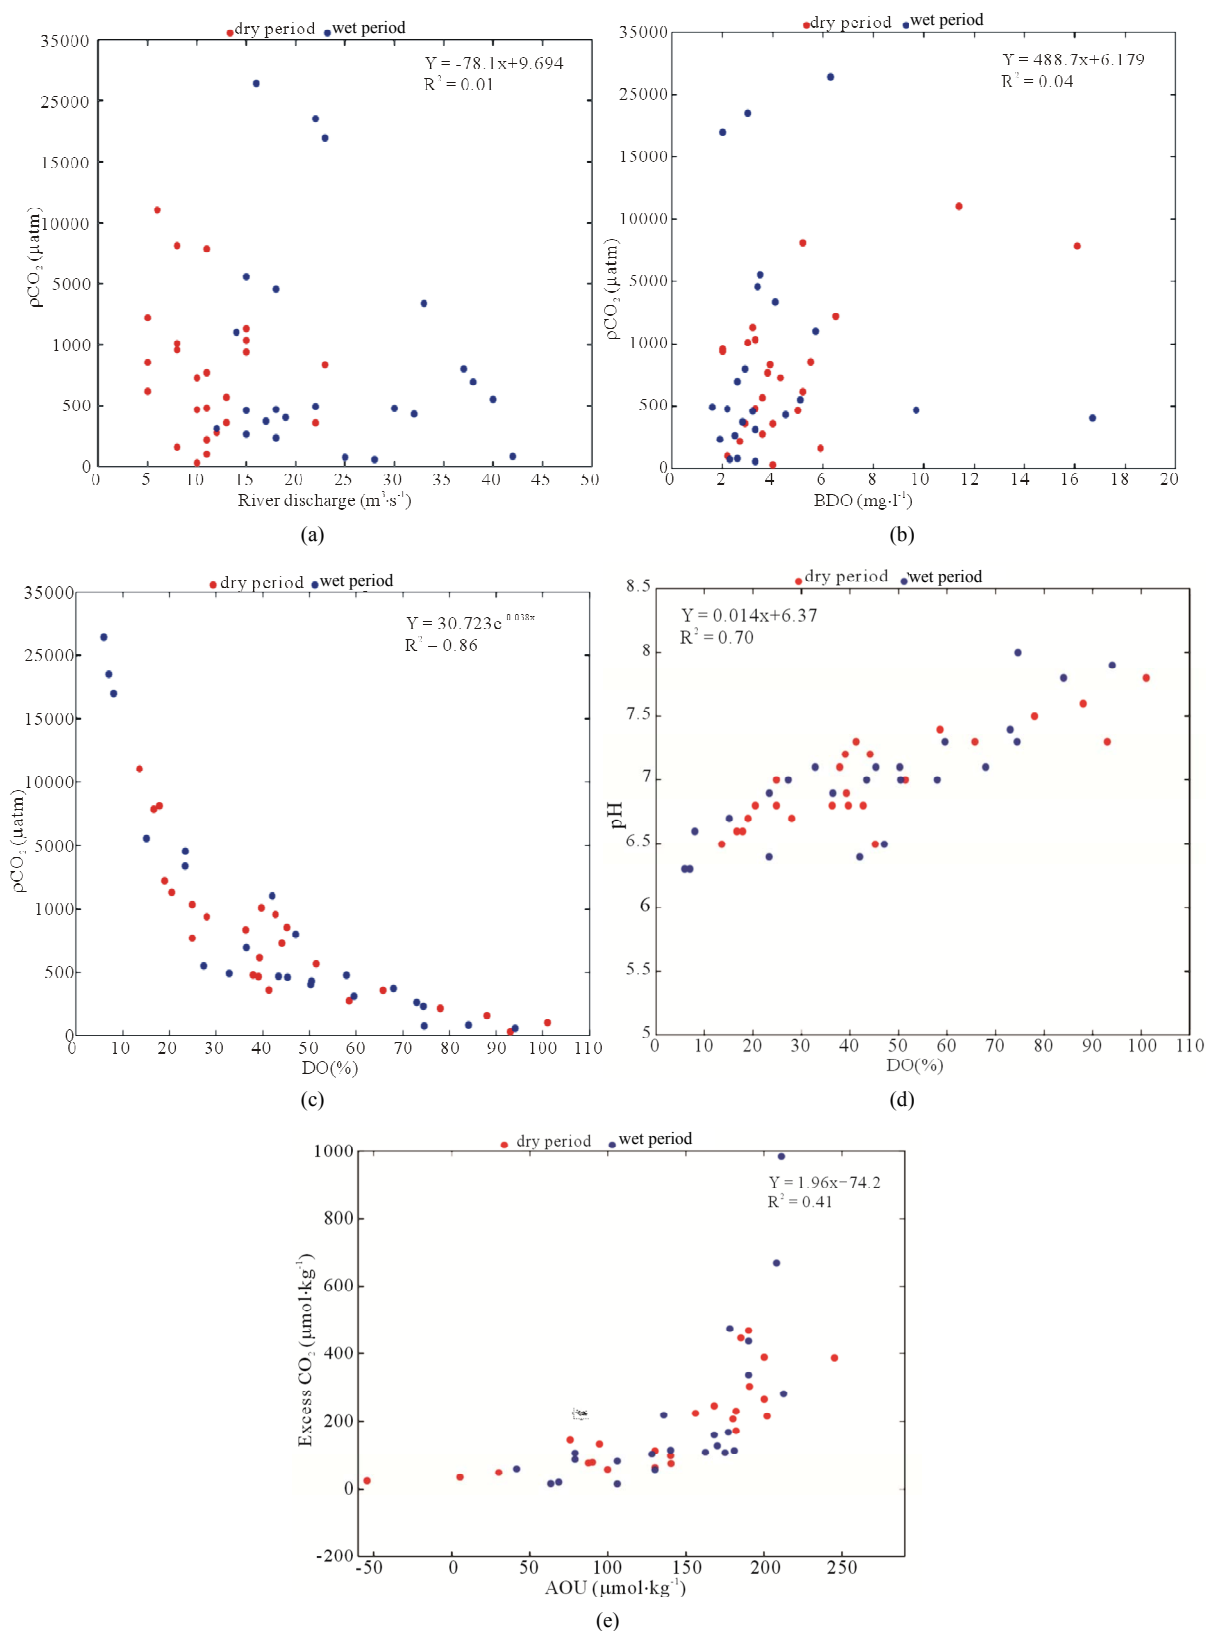 dry period wet period
35000
25000
15000
10000
5000
1000
500
0
ρCO2 (μatm)
Y = -78.1x+9.694
R² = 0.01
0 5 10 15 20 25 30 35 40 45 50
River discharge (m³·s⁻¹)
(a)
dry period wet period
35000
25000
15000
10000
5000
1000
500
0
ρCO2 (μatm)
Y = 488.7x+6.179
R² = 0.04
0 2 4 6 8 10 12 14 16 18 20
BDO (mg·l⁻¹)
(b)
dry period wet period
35000
25000
15000
10000
5000
1000
500
0
ρCO2 (μatm)
Y = 30.723e
R² – 0.86
0 10 20 30 40 50 60 70 80 90 100 110
DO(%)
(c)
dry period wet period
8.5
8
7.5
7
6.5
6
5.5
5
pH
Y = 0.014x+6.37
R² = 0.70
0 10 20 30 40 50 60 70 80 90 100 110
DO(%)
(d)
dry period wet period
1000
800
600
400
200
0
-200
Excess CO2 (μmol·kg⁻¹)
Y = 1.96x−74.2
R² = 0.41
-50 0 50 100 150 200 250
AOU (μmol·kg⁻¹)
(e)